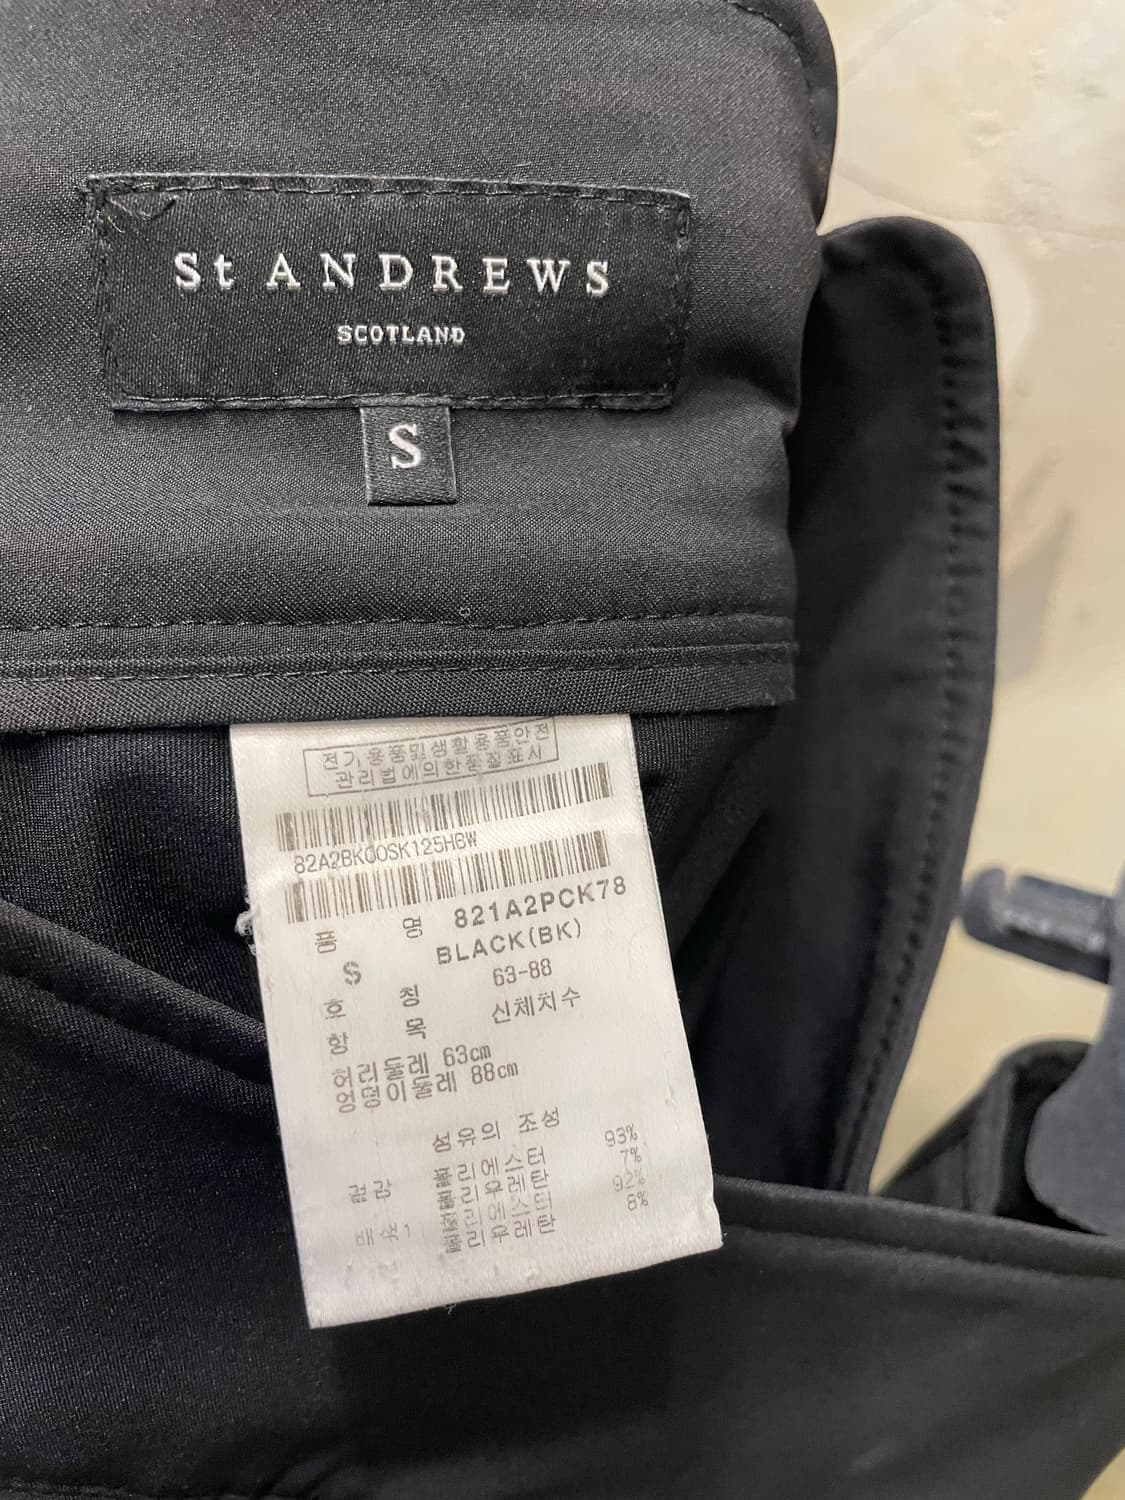 St ANDREWS
SCOTLAND
S
전기용품및생활용품안전
관리법에의한품질표시
82A2BK00SK125HBW
품 명 821A2PCK78
BLACK(BK)
S
호 칭 63-88
항 목 신체치수
허리둘레 63cm
엉덩이둘레 88cm
섬유의 조성
겉감 폴리에스터 93%
폴리우레탄 7%
배색1 폴리에스터 92%
폴리우레탄 8%